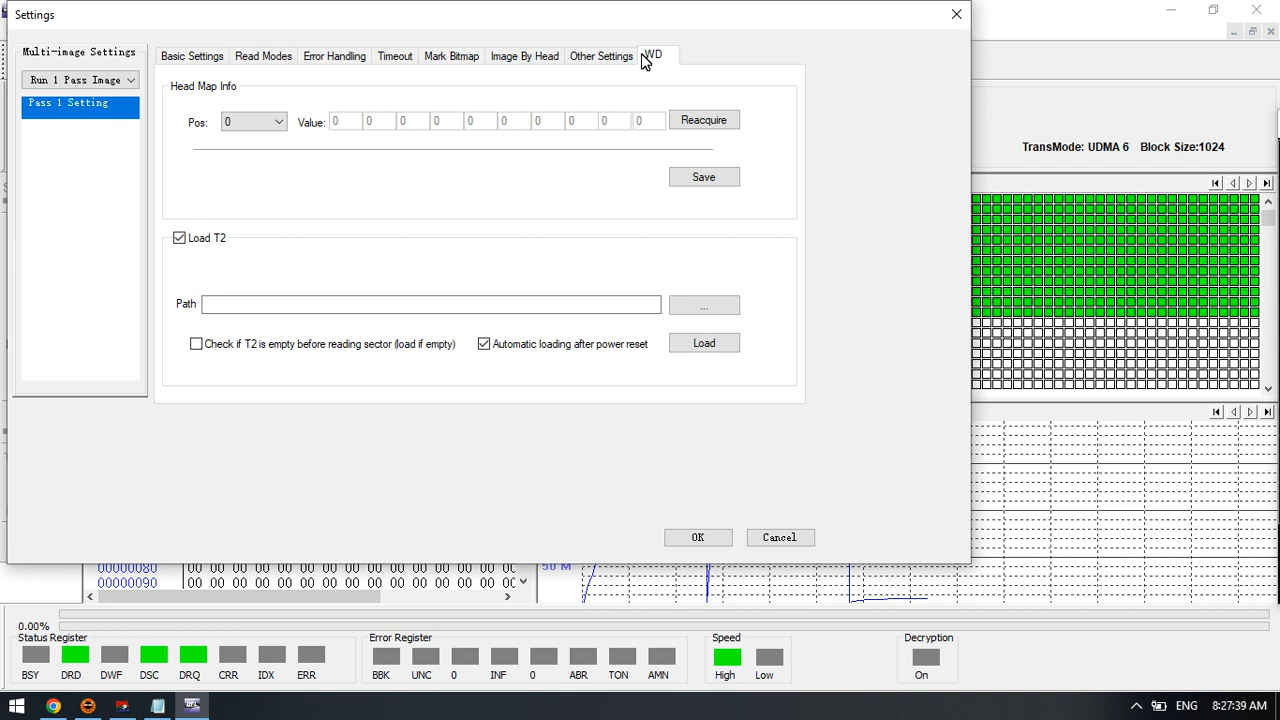 Settings
Multi-image Settings
Run 1 Pass Image
Pass 1 Setting
Basic Settings Read Modes Error Handling Timeout Mark Bitmap Image By Head Other Settings WD
Head Map Info
Pos: 0 Value: 0 0 0 0 0 0 0 0 0 0 Reacquire
Save
Load T2
Path ...
Check if T2 is empty before reading sector (load if empty) Automatic loading after power reset Load
OK Cancel
TransMode: UDMA 6 Block Size:1024
00000080 00 00 00 00 00 00 00 00 00 00 00 00 00 00
00000090 00 00 00 00 00 00 00 00 00 00 00 00 00 00
50 M
0.00%
Status Register Error Register Speed Decryption
BSY DRD DWF DSC DRQ CRR IDX ERR BBK UNC 0 INF 0 ABR TON AMN High Low On
ENG 8:27:39 AM